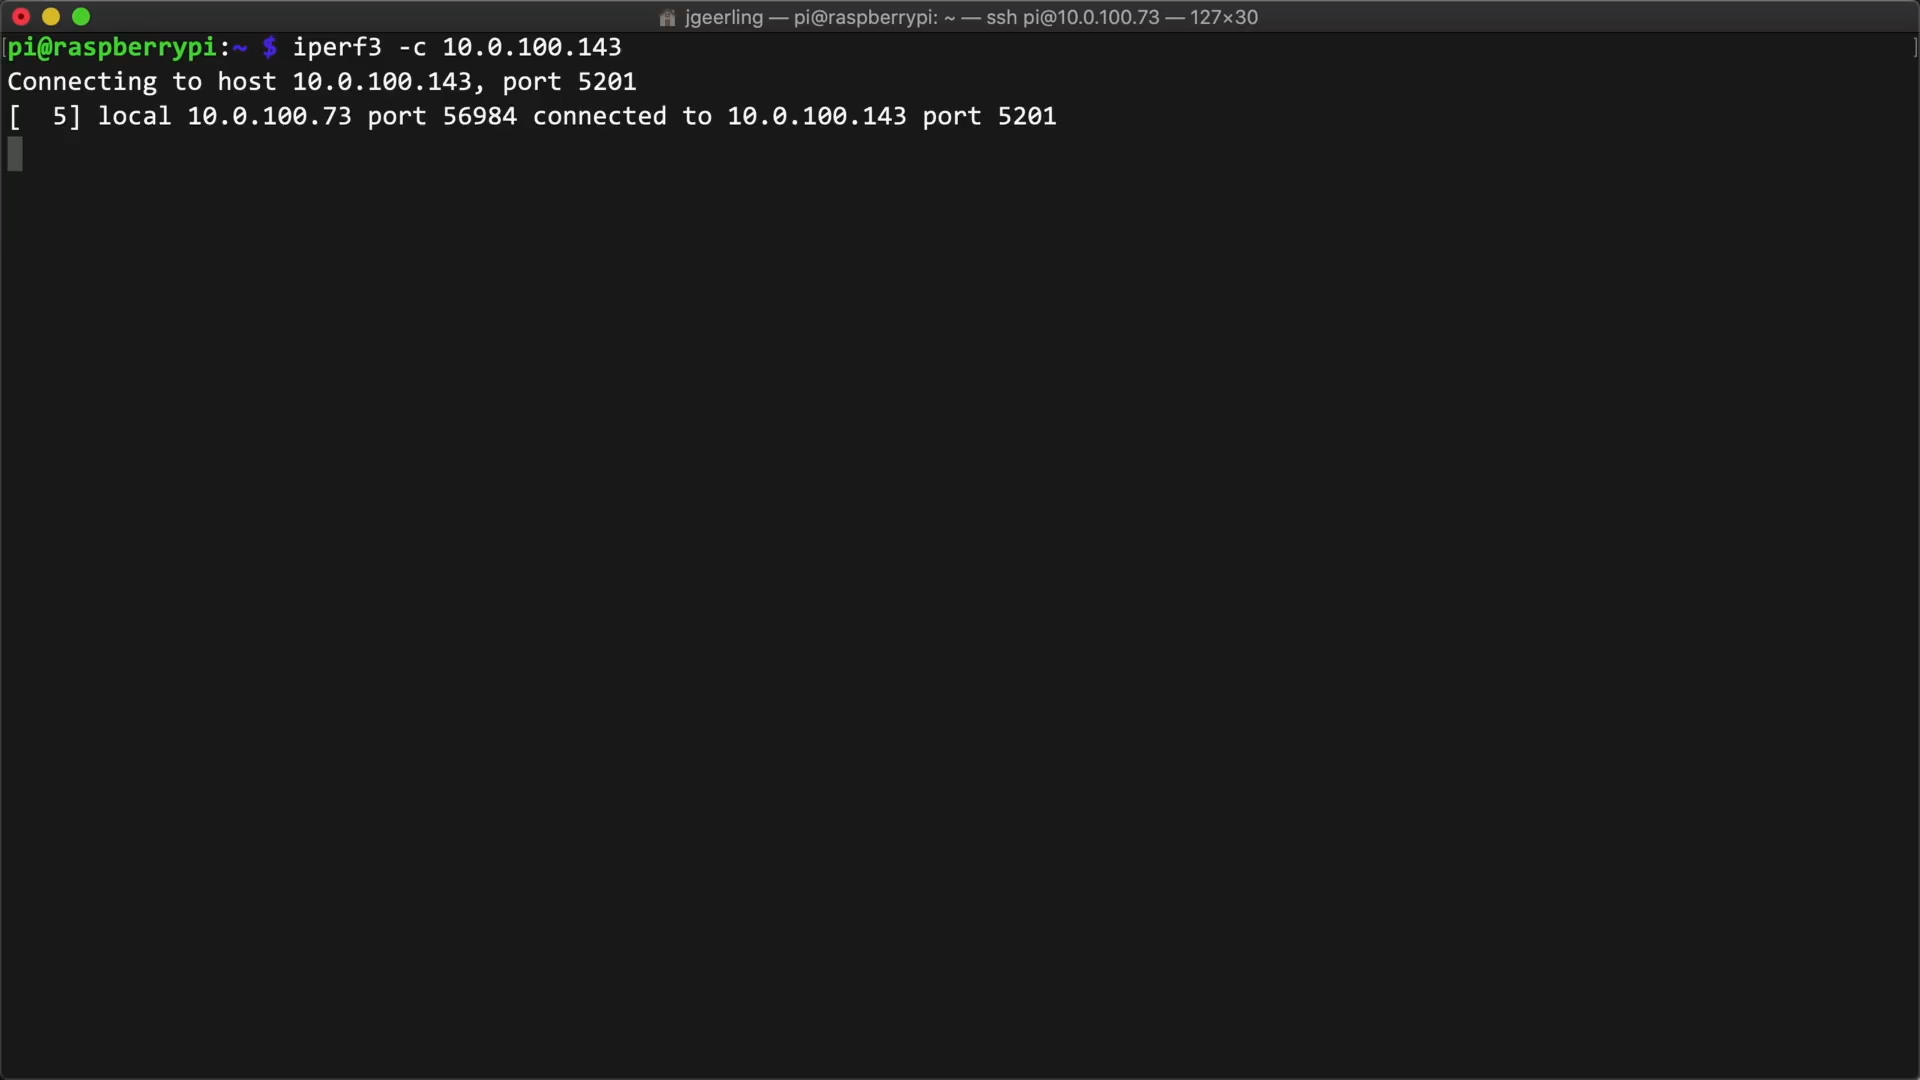 jgeerling — pi@raspberrypi: ~ — ssh pi@10.0.100.73 — 127×30
[pi@raspberrypi:~ $ iperf3 -c 10.0.100.143 ]
Connecting to host 10.0.100.143, port 5201
[  5] local 10.0.100.73 port 56984 connected to 10.0.100.143 port 5201